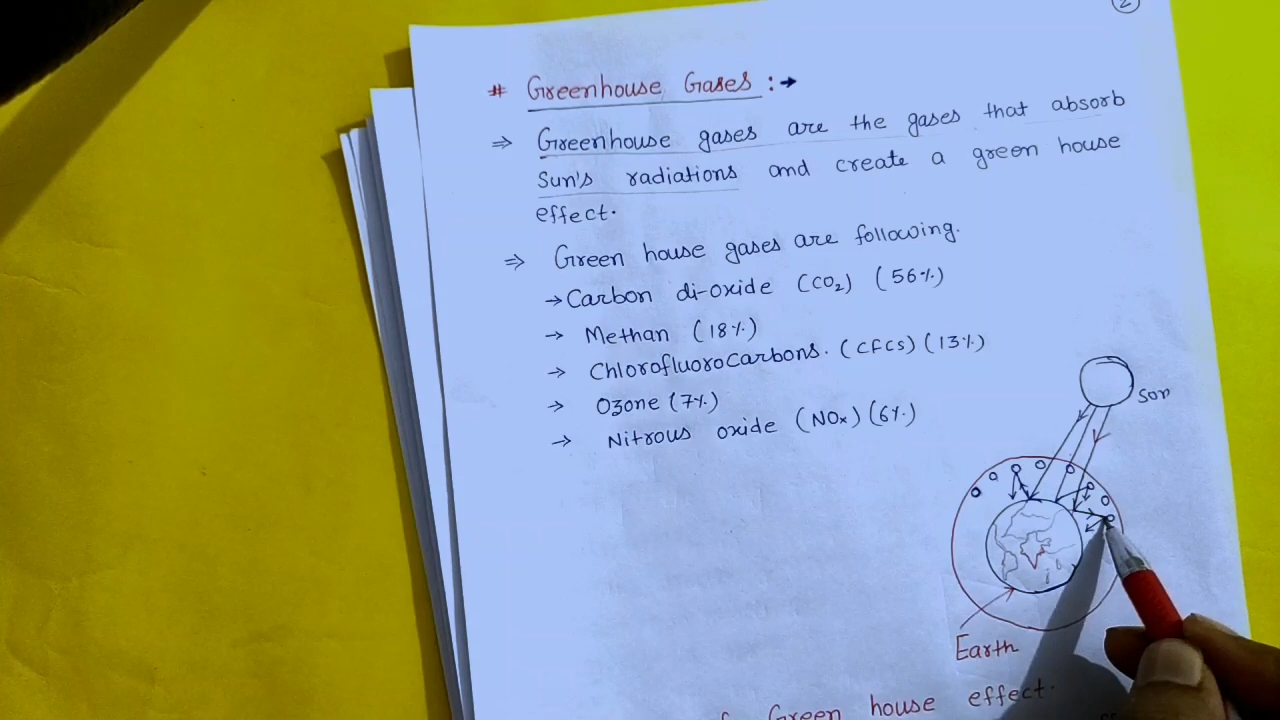 2
# Greenhouse Gases :→
⇒ Greenhouse gases are the gases that absorb
Sun's radiations and create a green house
effect.
⇒ Green house gases are following.
→ Carbon di-oxide (CO₂) (56%)
→ Methan (18%)
→ Chlorofluorocarbons. (CFCs) (13%)
→ Ozone (7%)
→ Nitrous oxide (NOx) (6%)
Son
Earth
Green house effect.